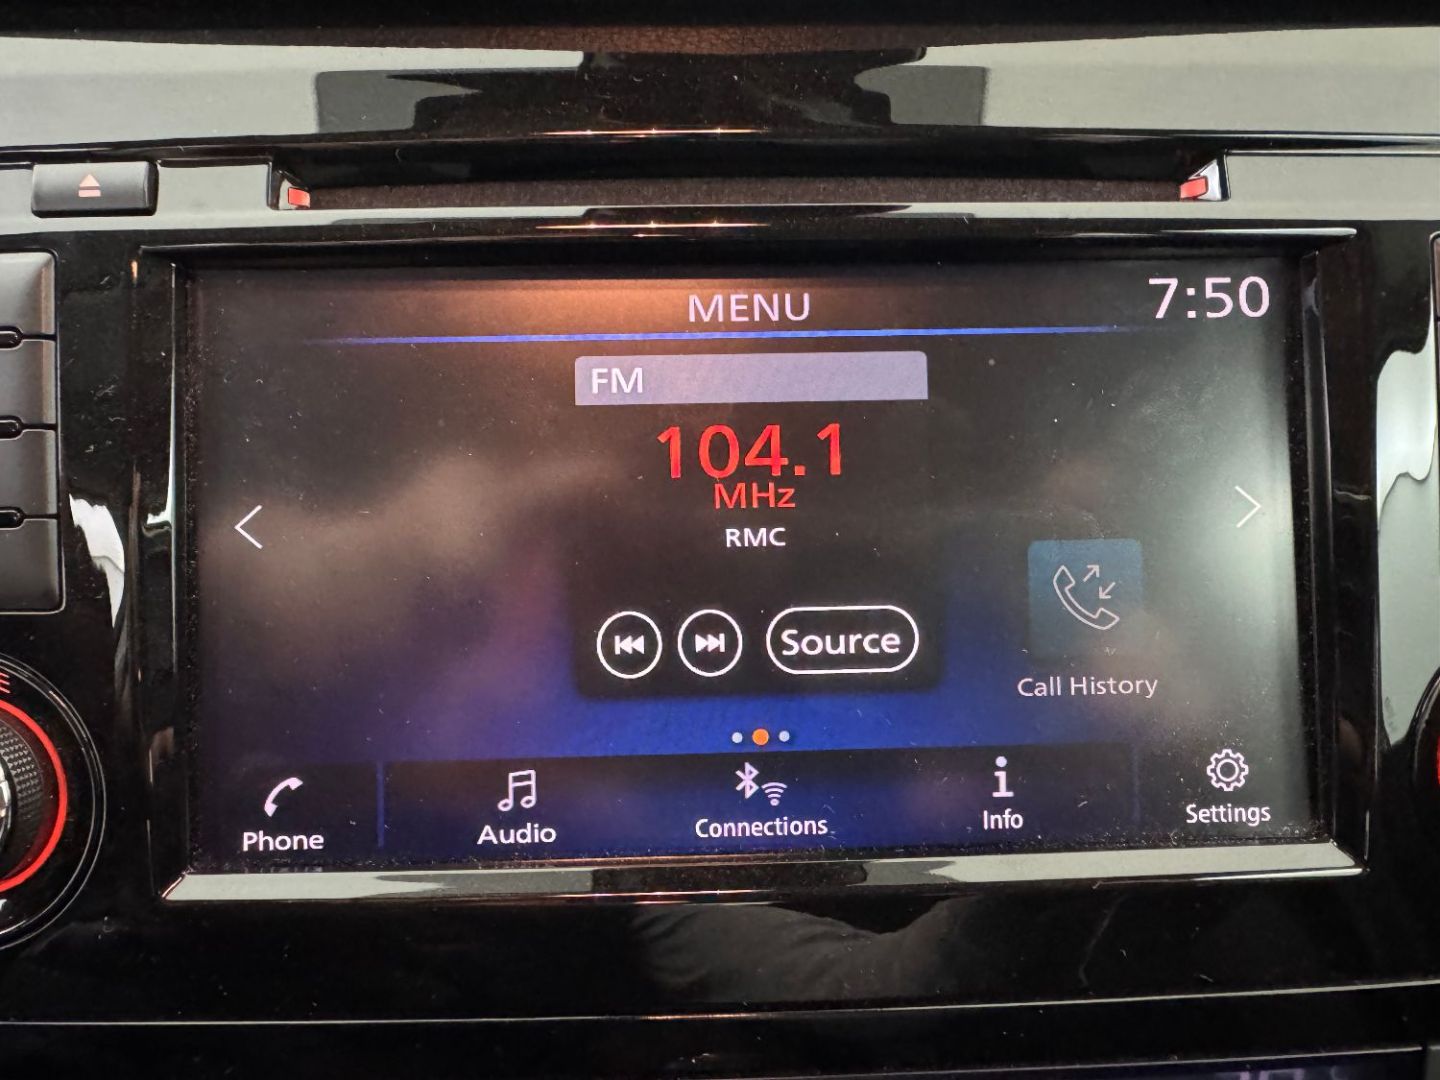 MENU
7:50
FM
104.1
MHz
RMC
Source
Call History
Phone
Audio
Connections
Info
Settings